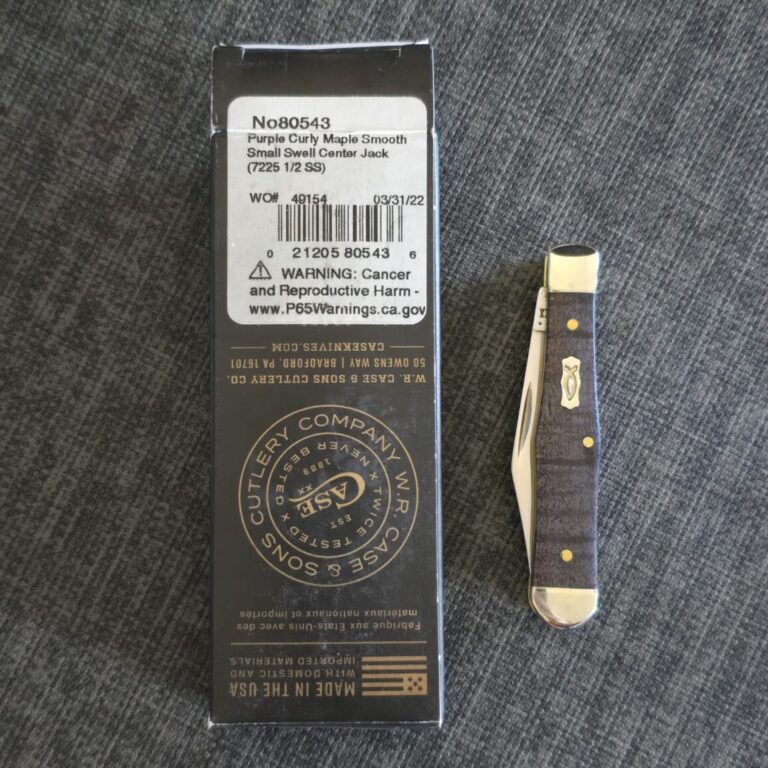 No80543
Purple Curly Maple Smooth
Small Swell Center Jack
(7225 1/2 SS)
WO# 49154 03/31/22
0 21205 80543 6
WARNING: Cancer
and Reproductive Harm -
www.P65Warnings.ca.gov
MADE IN THE USA
WITH DOMESTIC AND
IMPORTED MATERIALS
Fabriqué aux États-Unis avec des
matériaux nationaux et importés
CUTLERY COMPANY W.R. CASE & SONS
NEVER BESTED x TWICE TESTED x
EST
CASE
XX
1889
W.R. CASE & SONS CUTLERY CO.
50 OWENS WAY | BRADFORD, PA 16701
CASEKNIVES.COM